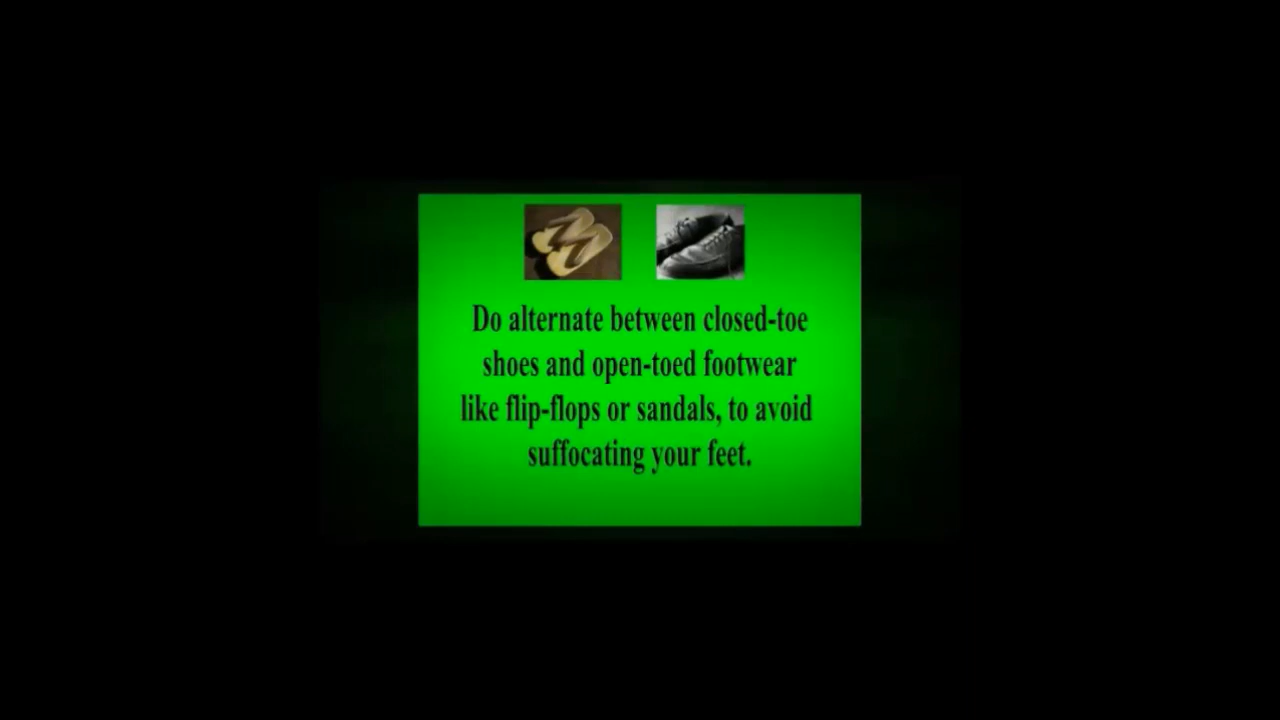 Do alternate between closed-toe
shoes and open-toed footwear
like flip-flops or sandals, to avoid
suffocating your feet.